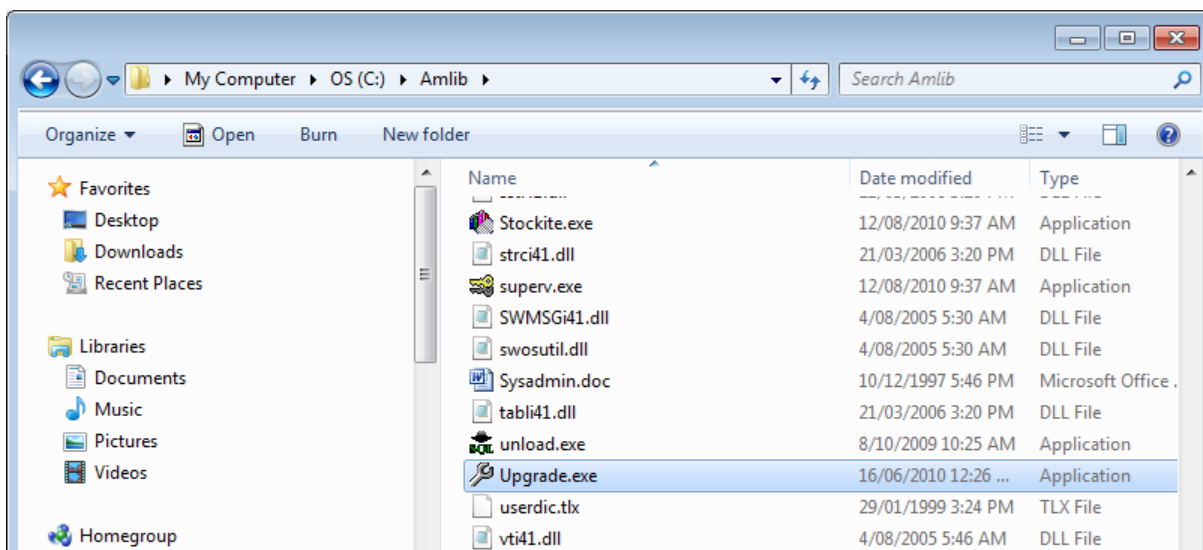 My Computer OS (C:) Amlib Search Amlib
Organize Open Burn New folder
Name Date modified Type
Favorites
Desktop
Downloads
Recent Places
Libraries
Documents
Music
Pictures
Videos
Homegroup
Stockite.exe 12/08/2010 9:37 AM Application
strci41.dll 21/03/2006 3:20 PM DLL File
superv.exe 12/08/2010 9:37 AM Application
SWMSGi41.dll 4/08/2005 5:30 AM DLL File
swosutil.dll 4/08/2005 5:30 AM DLL File
Sysadmin.doc 10/12/1997 5:46 PM Microsoft Office .
tabli41.dll 21/03/2006 3:20 PM DLL File
unload.exe 8/10/2009 10:25 AM Application
Upgrade.exe 16/06/2010 12:26 ... Application
userdic.tlx 29/01/1999 3:24 PM TLX File
vti41.dll 4/08/2005 5:46 AM DLL File